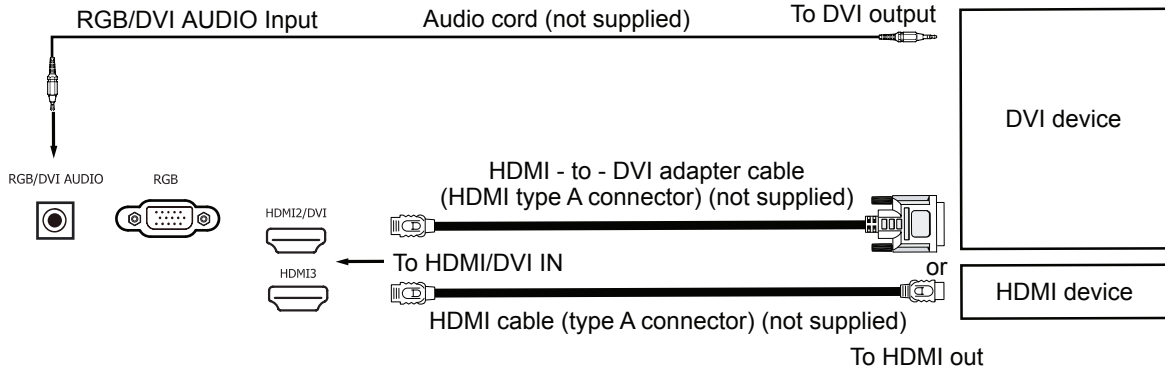 RGB/DVI AUDIO Input
Audio cord (not supplied)
To DVI output
DVI device
RGB/DVI AUDIO
RGB
HDMI - to - DVI adapter cable
(HDMI type A connector) (not supplied)
HDMI2/DVI
To HDMI/DVI IN
or
HDMI3
HDMI device
HDMI cable (type A connector) (not supplied)
To HDMI out